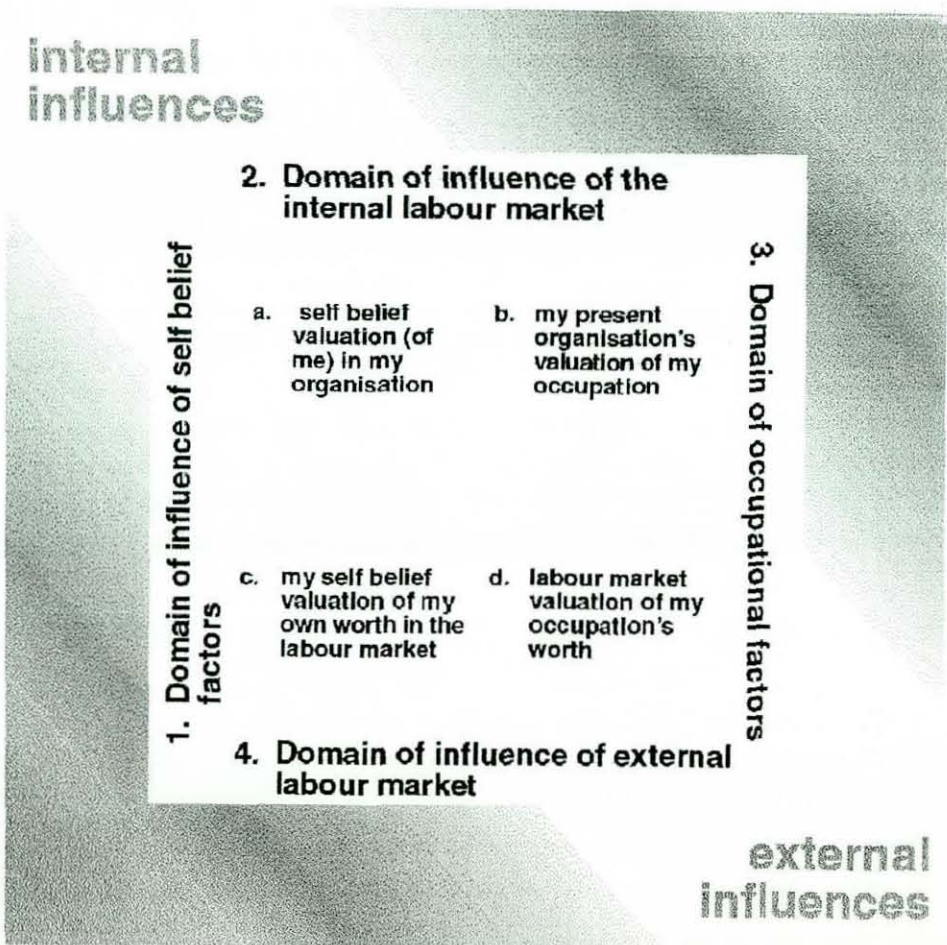 internal
influences
2. Domain of influence of the
internal labour market
1. Domain of influence of self belief
factors
3. Domain of occupational factors
a. self belief
valuation (of
me) in my
organisation
b. my present
organisation's
valuation of my
occupation
c. my self belief
valuation of my
own worth in the
labour market
d. labour market
valuation of my
occupation's
worth
4. Domain of influence of external
labour market
external
influences